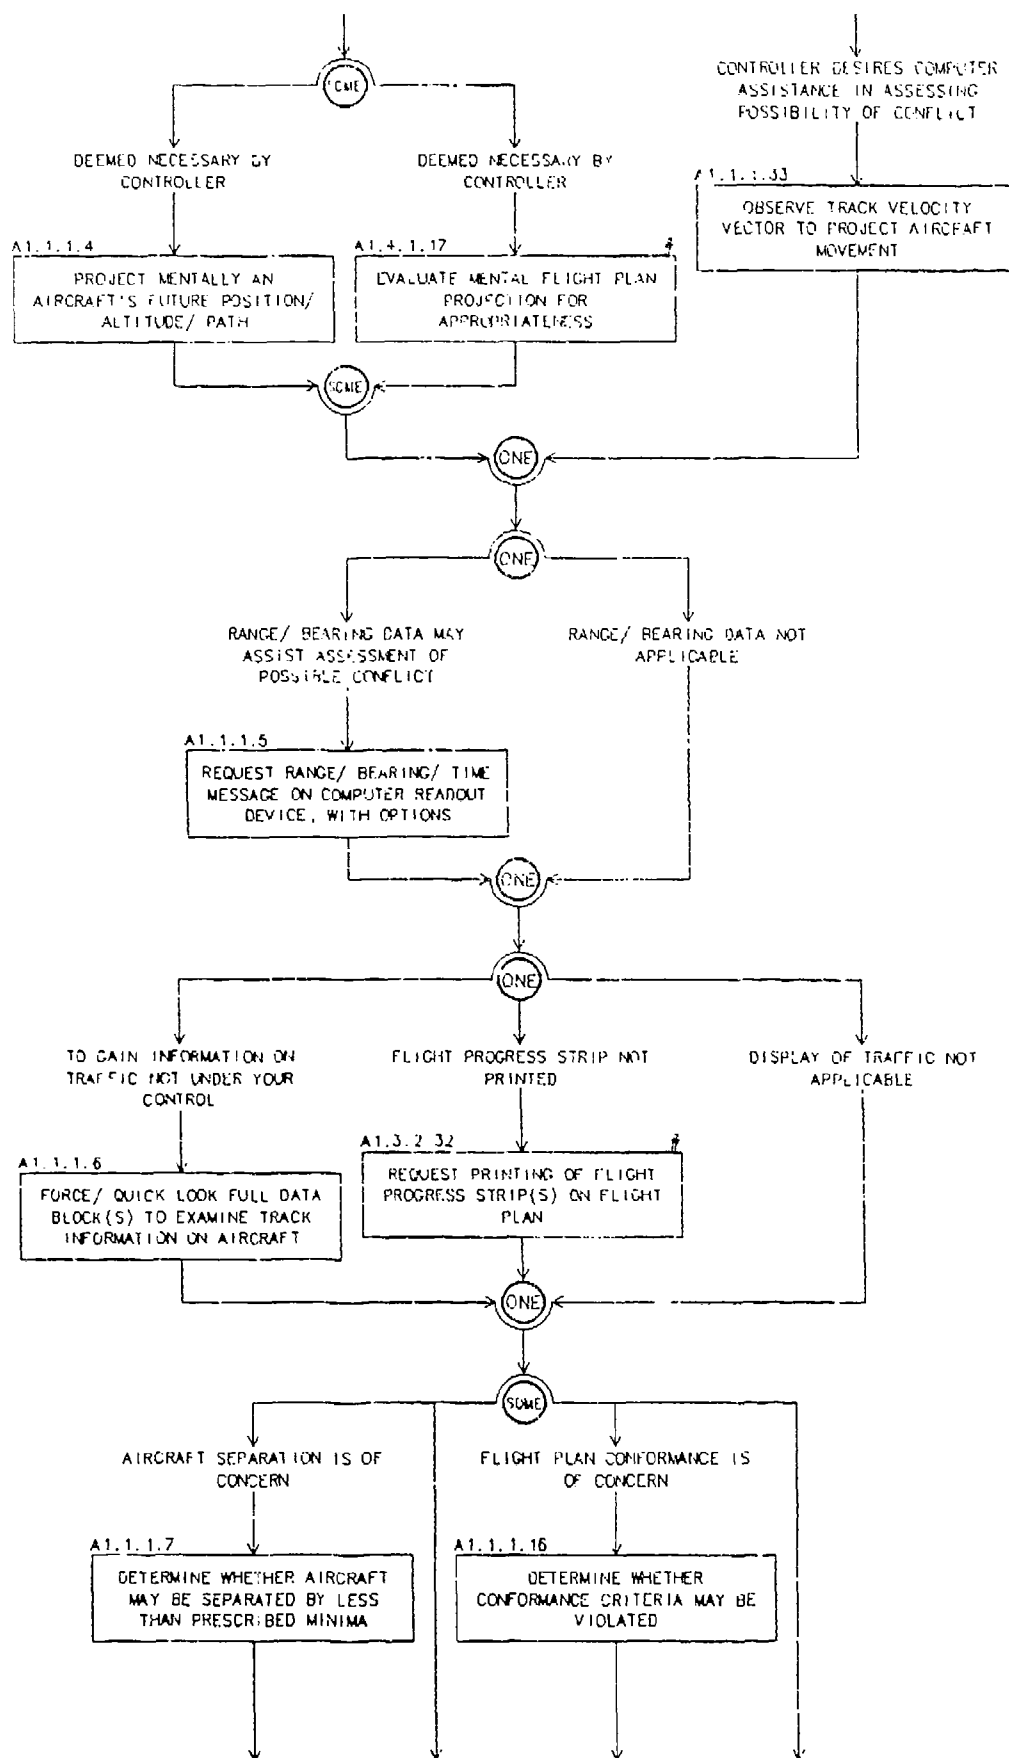 SOME
CONTROLLER DESIRES COMPUTER
ASSISTANCE IN ASSESSING
POSSIBILITY OF CONFLICT
DEEMED NECESSARY BY
CONTROLLER
DEEMED NECESSARY BY
CONTROLLER
A1.1.1.33
OBSERVE TRACK VELOCITY
VECTOR TO PROJECT AIRCRAFT
MOVEMENT
A1.1.1.4
PROJECT MENTALLY AN
AIRCRAFT'S FUTURE POSITION/
ALTITUDE/ PATH
A1.4.1.17
#
EVALUATE MENTAL FLIGHT PLAN
PROJECTION FOR
APPROPRIATENESS
SOME
ONE
ONE
RANGE/ BEARING DATA MAY
ASSIST ASSESSMENT OF
POSSIBLE CONFLICT
RANGE/ BEARING DATA NOT
APPLICABLE
A1.1.1.5
REQUEST RANGE/ BEARING/ TIME
MESSAGE ON COMPUTER READOUT
DEVICE, WITH OPTIONS
ONE
ONE
TO GAIN INFORMATION ON
TRAFFIC NOT UNDER YOUR
CONTROL
FLIGHT PROGRESS STRIP NOT
PRINTED
DISPLAY OF TRAFFIC NOT
APPLICABLE
A1.1.1.6
FORCE/ QUICK LOOK FULL DATA
BLOCK(S) TO EXAMINE TRACK
INFORMATION ON AIRCRAFT
A1.3.2.32
#
REQUEST PRINTING OF FLIGHT
PROGRESS STRIP(S) ON FLIGHT
PLAN
ONE
SOME
AIRCRAFT SEPARATION IS OF
CONCERN
FLIGHT PLAN CONFORMANCE IS
OF CONCERN
A1.1.1.7
DETERMINE WHETHER AIRCRAFT
MAY BE SEPARATED BY LESS
THAN PRESCRIBED MINIMA
A1.1.1.16
DETERMINE WHETHER
CONFORMANCE CRITERIA MAY BE
VIOLATED